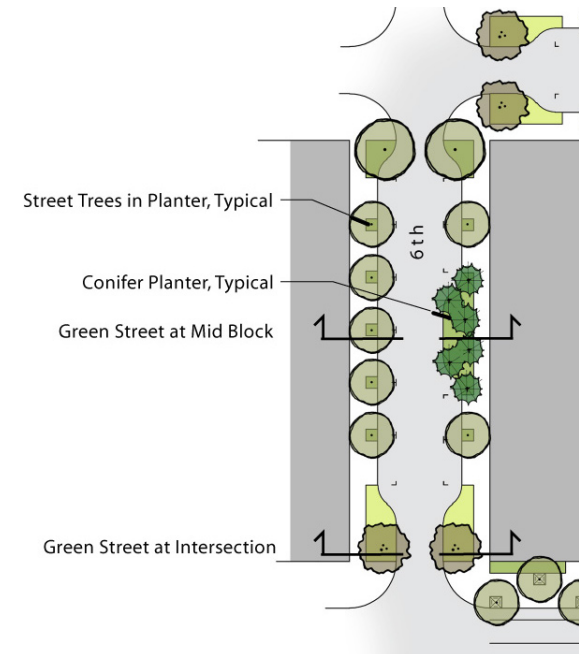 Street Trees in Planter, Typical
6th
Conifer Planter, Typical
Green Street at Mid Block
Green Street at Intersection